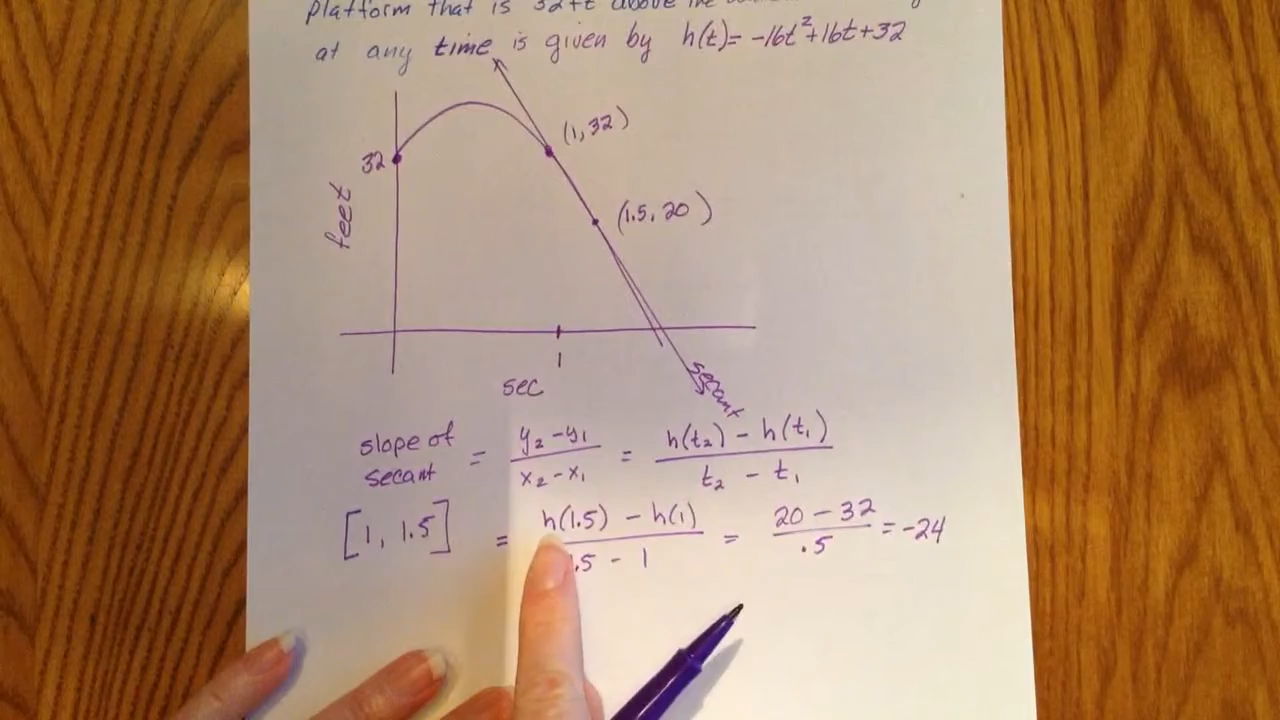 platform that is 32 ft above the
at any time is given by h(t)= -16t²+16t+32
(1, 32)
32
feet
(1.5, 20)
1
sec
secant
slope of secant = y₂-y₁ / x₂-x₁ = h(t₂) - h(t₁) / t₂ - t₁
[1, 1.5] = h(1.5) - h(1) / .5 - 1 = 20 - 32 / .5 = -24